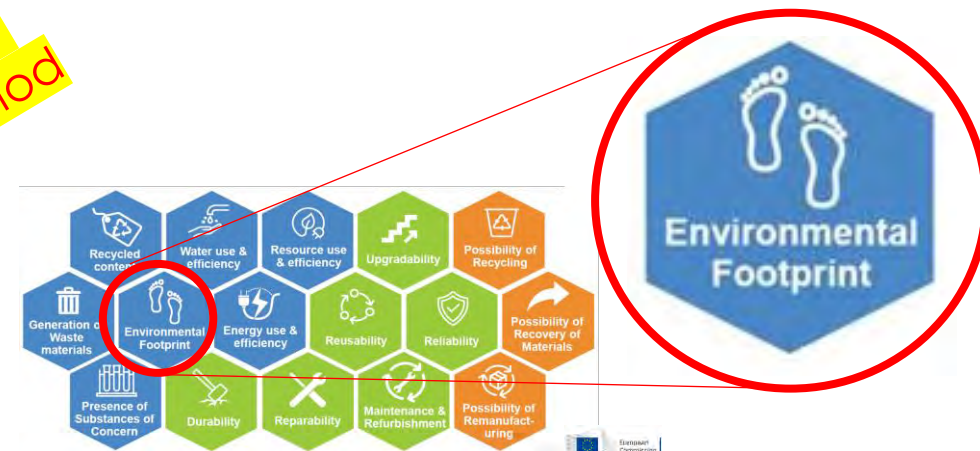 Recycled
content
Water use &
efficiency
Resource use
& efficiency
Upgradability
Possibility of
Recycling
Generation of
Waste
materials
Environmental
Footprint
Energy use &
efficiency
Reusability
Reliability
Possibility of
Recovery of
Materials
Presence of
Substances of
Concern
Durability
Reparability
Maintenance &
Refurbishment
Possibility of
Remanufact-
uring
European
Commission
Environmental
Footprint